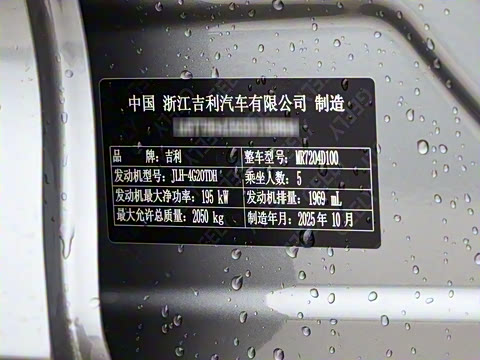 中国 浙江吉利汽车有限公司 制造
品 牌：吉利 整车型号：MR7204D100
发动机型号：JLH-4G20TDH 乘坐人数：5
发动机最大净功率：195 kW 发动机排量：1969 mL
最大允许总质量：2050 kg 制造年月：2025 年 10 月